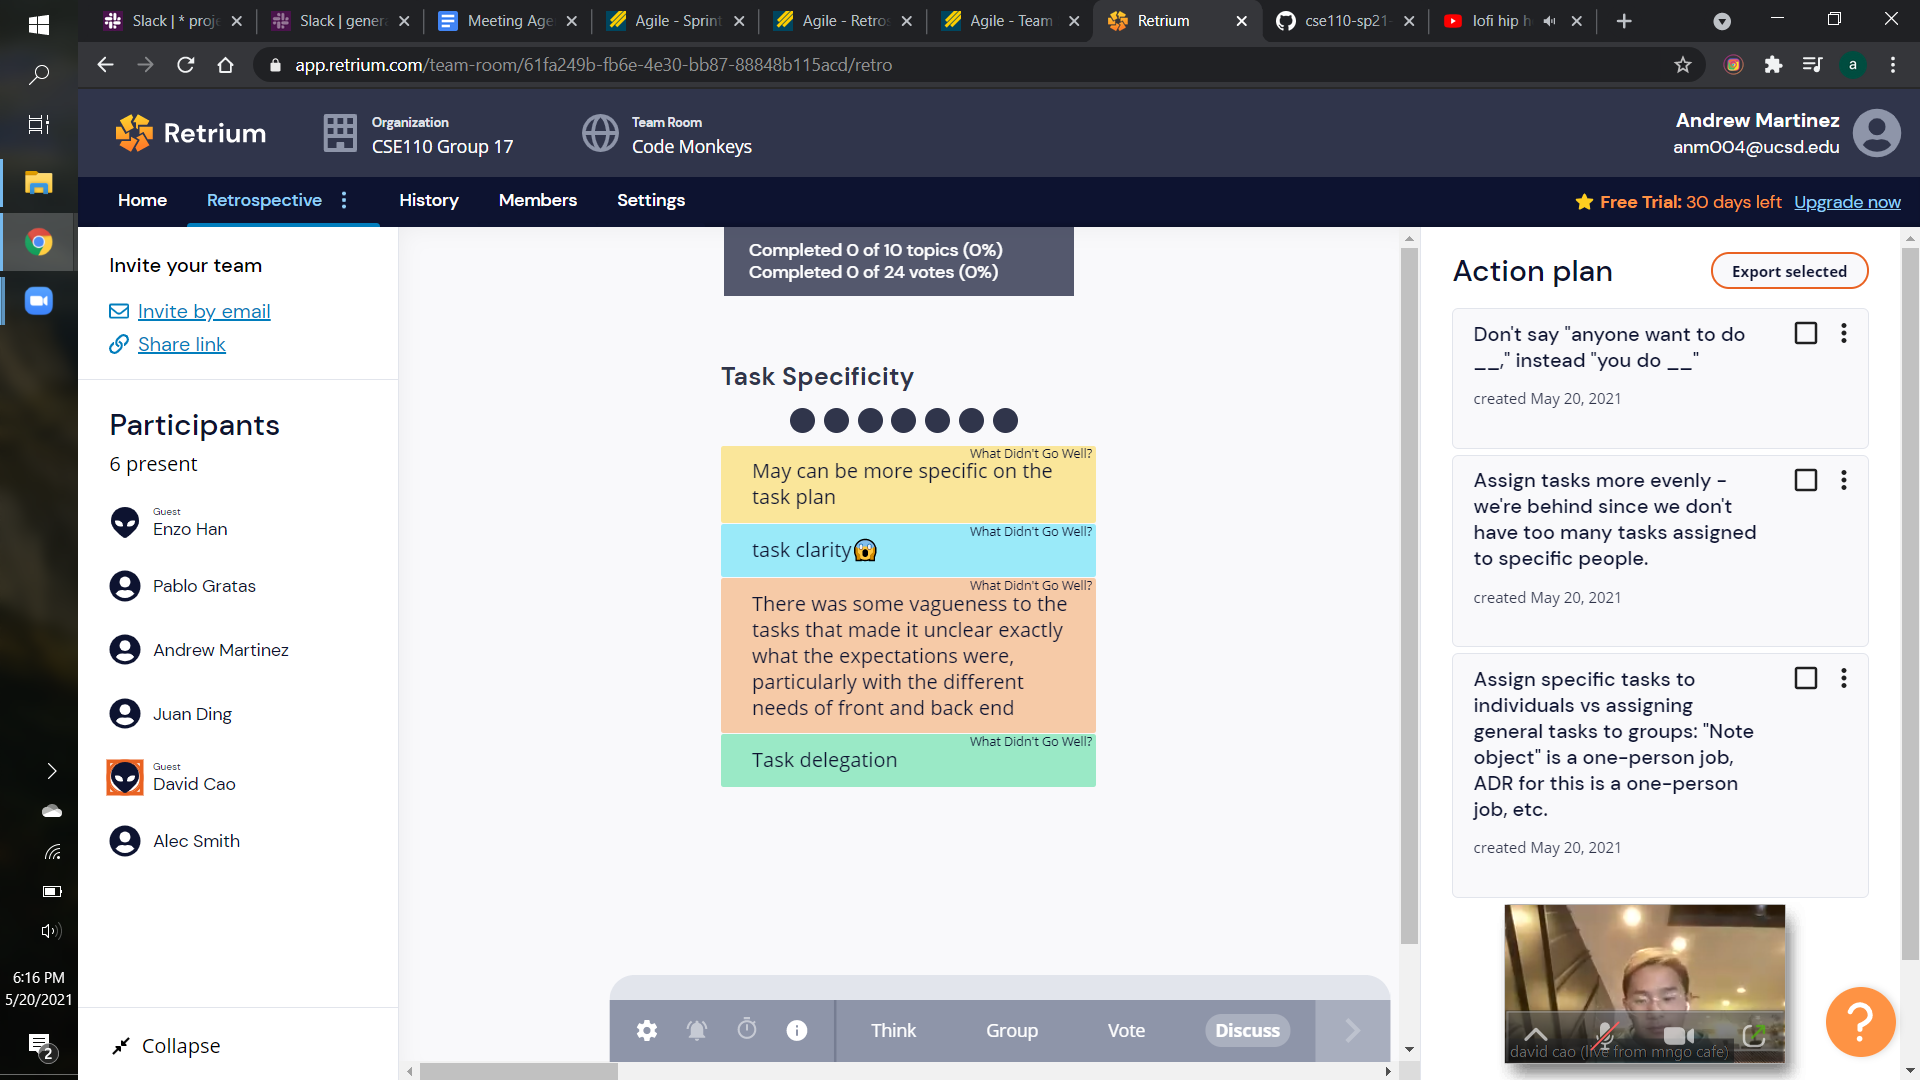 Slack | * proje
Slack | genera
Meeting Age
Agile - Sprint
Agile - Retros
Agile - Team
Retrium
cse110-sp21-
lofi hip h
app.retrium.com/team-room/61fa249b-fb6e-4e30-bb87-88848b115acd/retro
a
Retrium
Organization
CSE110 Group 17
Team Room
Code Monkeys
Andrew Martinez
anm004@ucsd.edu
Home
Retrospective
History
Members
Settings
Free Trial: 30 days left
Upgrade now
Invite your team
Invite by email
Share link
Participants
6 present
Guest
Enzo Han
Pablo Gratas
Andrew Martinez
Juan Ding
Guest
David Cao
Alec Smith
Collapse
Completed 0 of 10 topics (0%)
Completed 0 of 24 votes (0%)
Task Specificity
What Didn't Go Well?
May can be more specific on the
task plan
What Didn't Go Well?
task clarity😱
What Didn't Go Well?
There was some vagueness to the
tasks that made it unclear exactly
what the expectations were,
particularly with the different
needs of front and back end
What Didn't Go Well?
Task delegation
Think
Group
Vote
Discuss
Action plan
Export selected
Don't say "anyone want to do
__," instead "you do __"
created May 20, 2021
Assign tasks more evenly -
we're behind since we don't
have too many tasks assigned
to specific people.
created May 20, 2021
Assign specific tasks to
individuals vs assigning
general tasks to groups: "Note
object" is a one-person job,
ADR for this is a one-person
job, etc.
created May 20, 2021
david cao (live from mngo cafe)
?
6:16 PM
5/20/2021
2